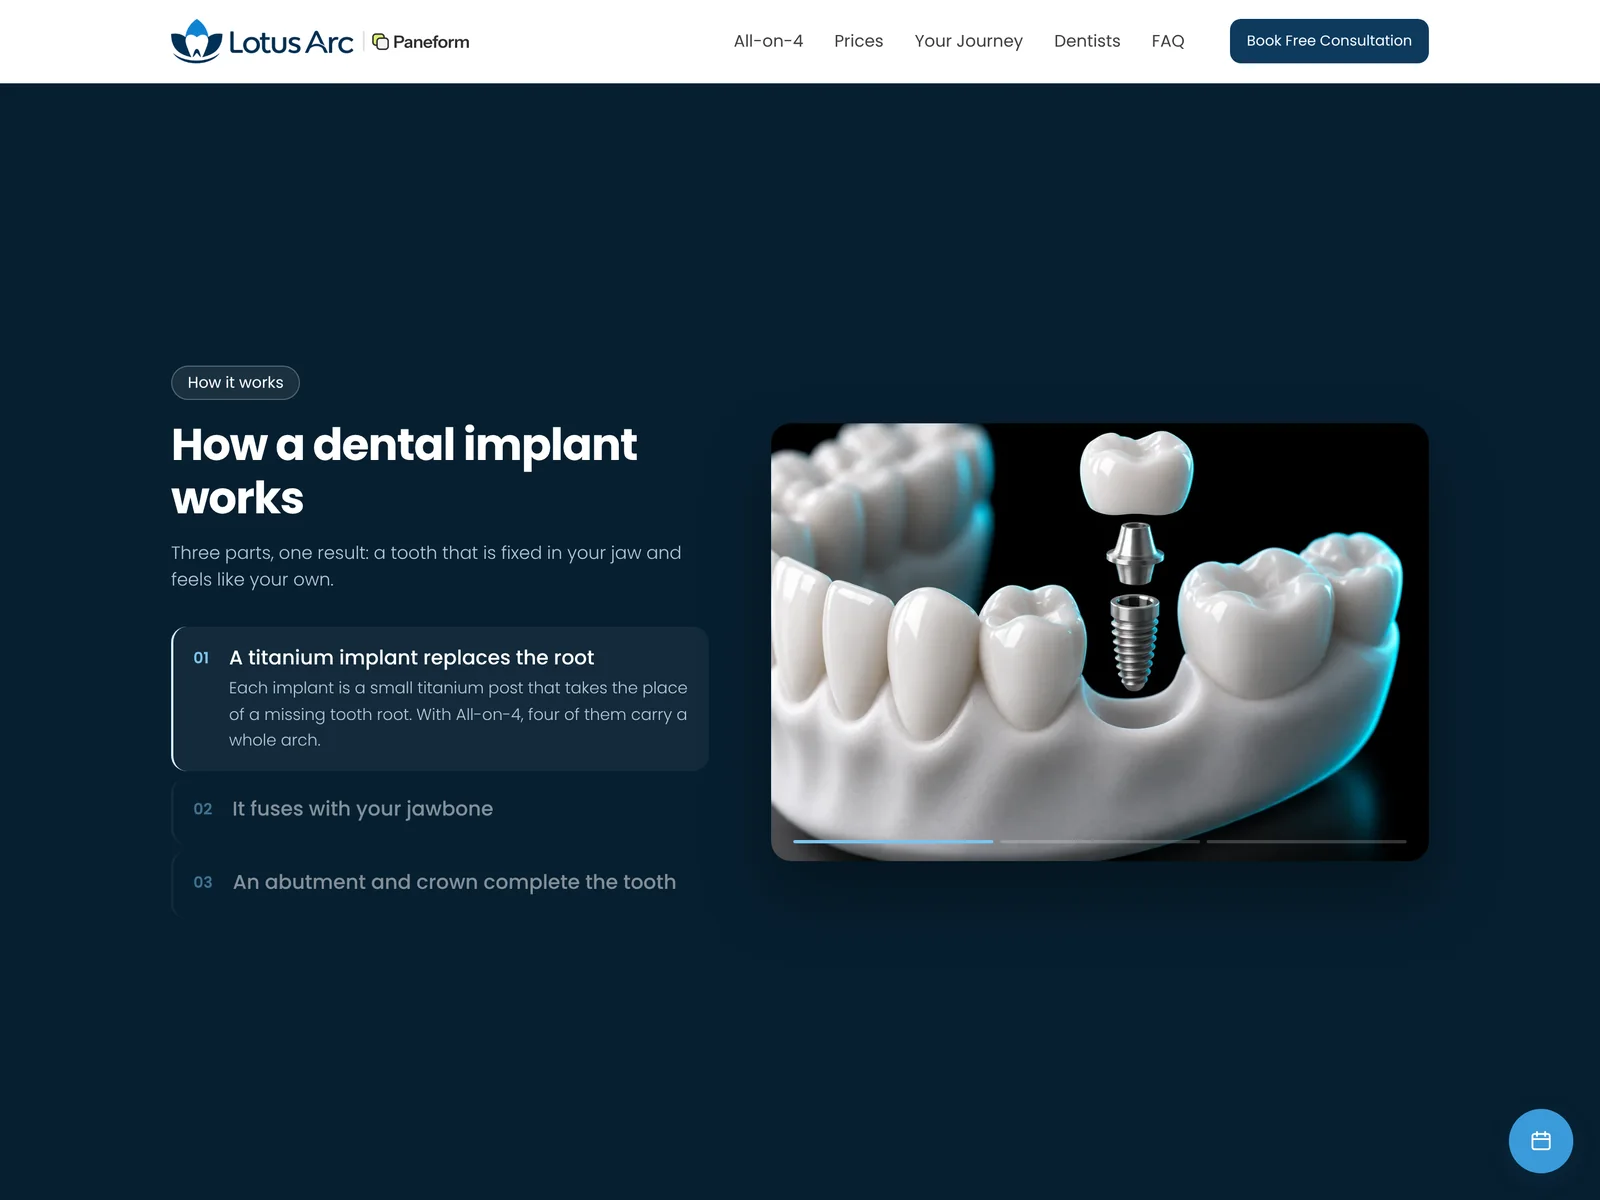 Lotus Arc
Paneform
All-on-4
Prices
Your Journey
Dentists
FAQ
Book Free Consultation
How it works
How a dental implant
works
Three parts, one result: a tooth that is fixed in your jaw and
feels like your own.
01 A titanium implant replaces the root
Each implant is a small titanium post that takes the place
of a missing tooth root. With All-on-4, four of them carry a
whole arch.
02 It fuses with your jawbone
03 An abutment and crown complete the tooth